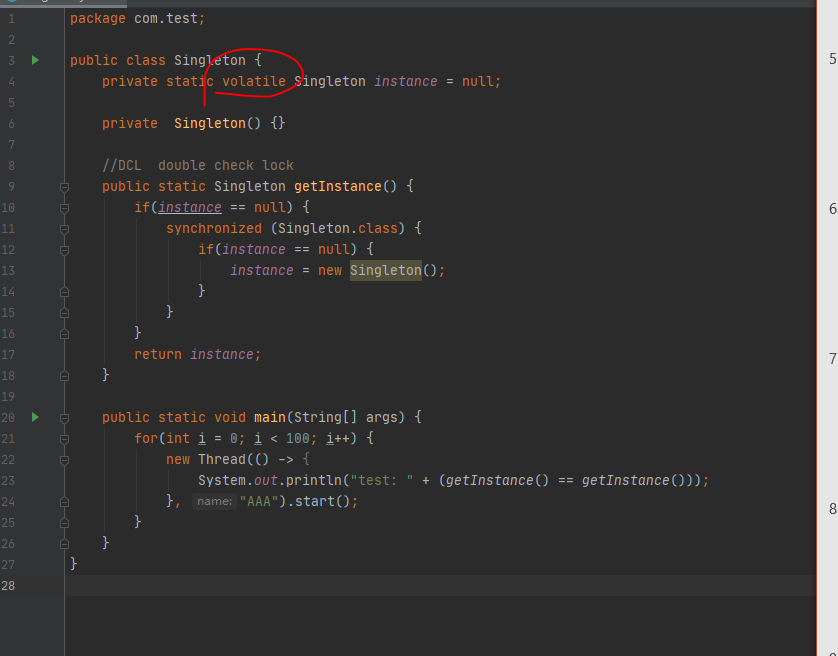 1 package com.test;
2
3 public class Singleton {
4 private static volatile Singleton instance = null;
5
6 private  Singleton() {}
7
8 //DCL  double check lock
9 public static Singleton getInstance() {
10 if(instance == null) {
11 synchronized (Singleton.class) {
12 if(instance == null) {
13 instance = new Singleton();
14 }
15 }
16 }
17 return instance;
18 }
19
20 public static void main(String[] args) {
21 for(int i = 0; i < 100; i++) {
22 new Thread(() -> {
23 System.out.println("test: " + (getInstance() == getInstance()));
24 }, name: "AAA").start();
25 }
26 }
27 }
28
5
6
7
8